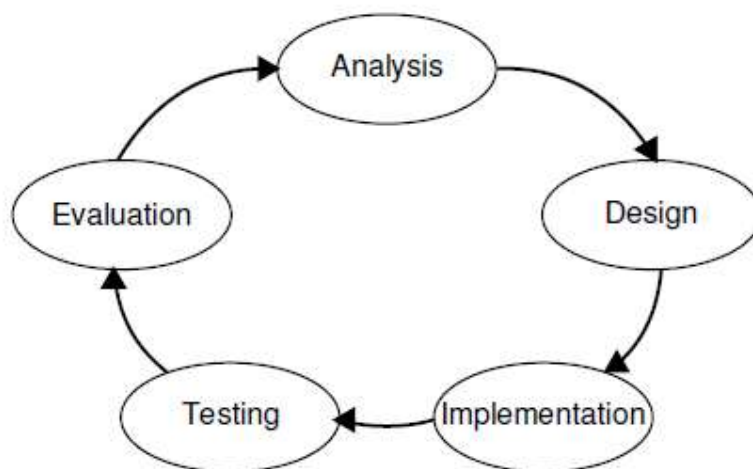 Analysis
Design
Implementation
Testing
Evaluation